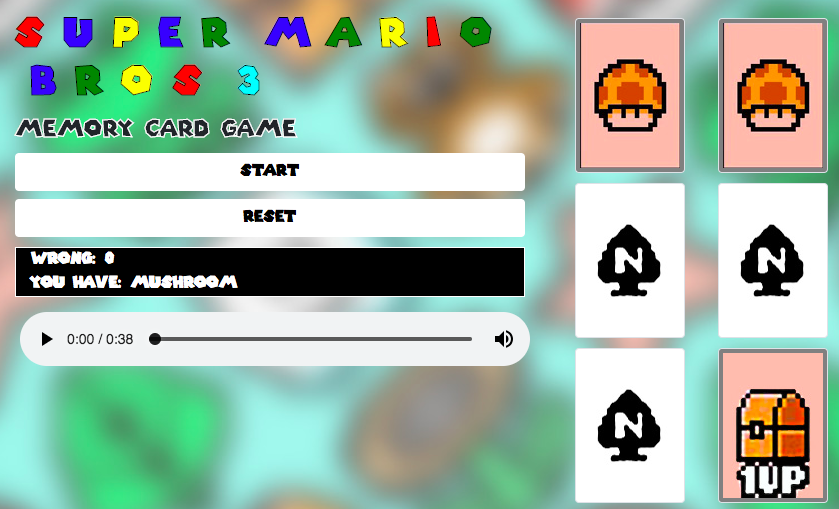 SUPER MARIO
BROS 3
MEMORY CARD GAME
START
RESET
WRONG: 0
YOU HAVE: MUSHROOM
0:00 / 0:38
N
N
N
1UP